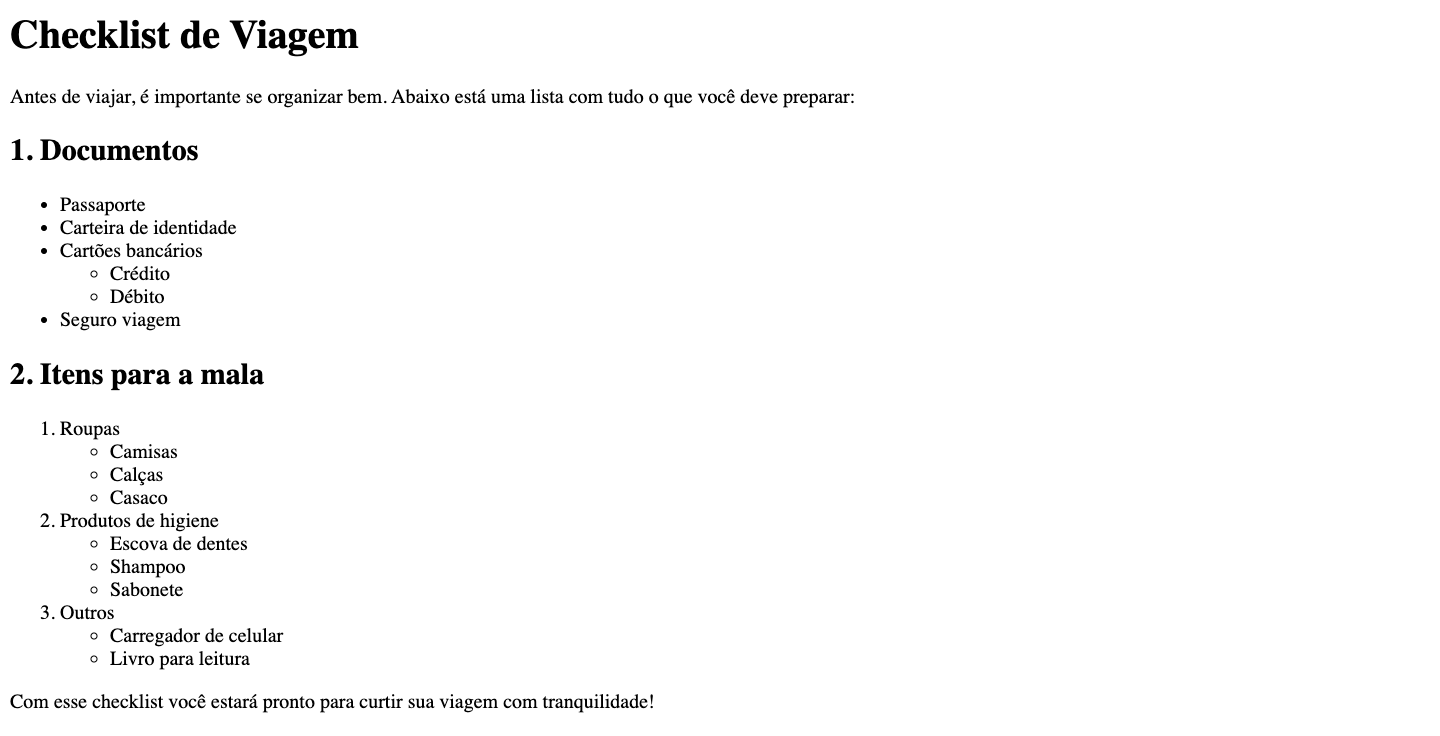 Checklist de Viagem
Antes de viajar, é importante se organizar bem. Abaixo está uma lista com tudo o que você deve preparar:
1. Documentos
• Passaporte
• Carteira de identidade
• Cartões bancários
◦ Crédito
◦ Débito
• Seguro viagem
2. Itens para a mala
1. Roupas
◦ Camisas
◦ Calças
◦ Casaco
2. Produtos de higiene
◦ Escova de dentes
◦ Shampoo
◦ Sabonete
3. Outros
◦ Carregador de celular
◦ Livro para leitura
Com esse checklist você estará pronto para curtir sua viagem com tranquilidade!